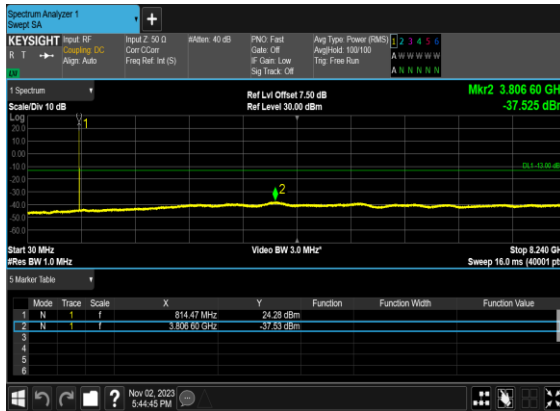 Spectrum Analyzer 1
Swept SA
+
KEYSIGHT
R T
Input: RF
Coupling: DC
Align: Auto
Input Z: 50 Ω
Corr CCorr
Freq Ref: Int (S)
#Atten: 40 dB
PNO: Fast
Gate: Off
IF Gain: Low
Sig Track: Off
Avg Type: Power (RMS)
Avg|Hold: 100/100
Trig: Free Run
1 2 3 4 5 6
A W W W W W
A N N N N N
1 Spectrum
Scale/Div 10 dB
Ref Lvl Offset 7.50 dB
Ref Level 30.00 dBm
Mkr2 3.806 60 GHz
-37.525 dBm
Log
20.0
10.0
0.00
-10.0
-20.0
-30.0
-40.0
-50.0
-60.0
1
2
DL1 -13.00 dB
Start 30 MHz
#Res BW 1.0 MHz
Video BW 3.0 MHz*
Stop 8.240 GH
Sweep 16.0 ms (40001 pts
5 Marker Table
Mode Trace Scale X Y Function Function Width Function Value
1 N 1 f 814.47 MHz 24.28 dBm
2 N 1 f 3.806 60 GHz -37.53 dBm
3
4
5
6
?
Nov 02, 2023
5:44:45 PM